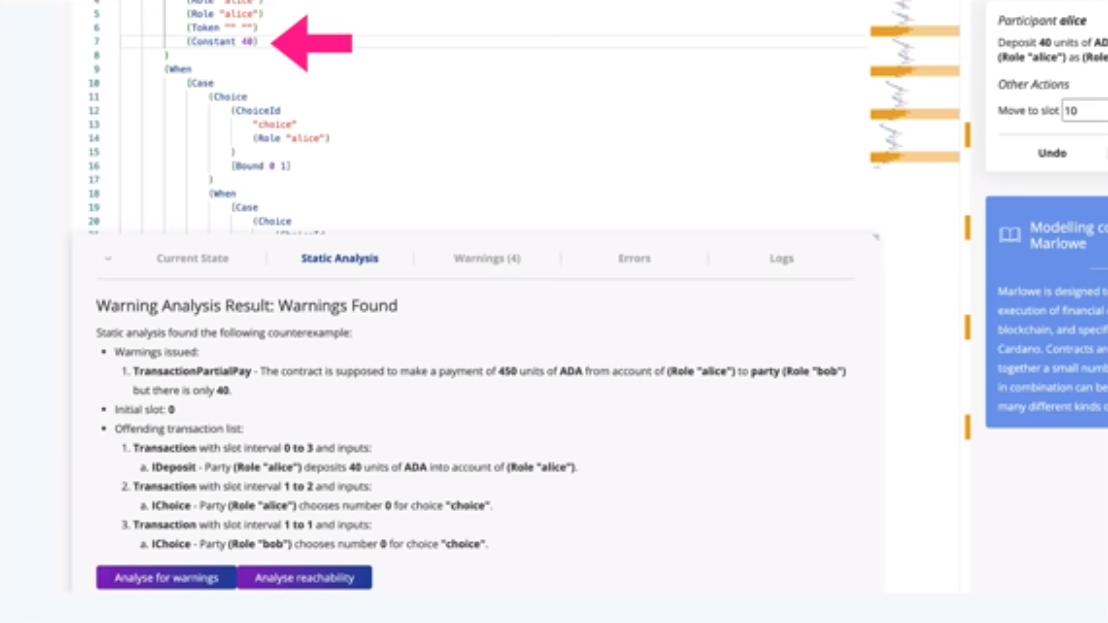 4 (Role "alice")
5 (Role "alice")
6 (Token "" "")
7 (Constant 40)
8 )
9 (When
10 [Case
11 (Choice
12 (ChoiceId
13 "choice"
14 (Role "alice")
15 )
16 [Bound 0 1]
17 )
18 (When
19 [Case
20 (Choice
21 (ChoiceId
Current State
Static Analysis
Warnings (4)
Errors
Logs
Warning Analysis Result: Warnings Found
Static analysis found the following counterexample:
• Warnings issued:
1. TransactionPartialPay - The contract is supposed to make a payment of 450 units of ADA from account of (Role "alice") to party (Role "bob")
but there is only 40.
• Initial slot: 0
• Offending transaction list:
1. Transaction with slot interval 0 to 3 and inputs:
a. IDeposit - Party (Role "alice") deposits 40 units of ADA into account of (Role "alice").
2. Transaction with slot interval 1 to 2 and inputs:
a. IChoice - Party (Role "alice") chooses number 0 for choice "choice".
3. Transaction with slot interval 1 to 1 and inputs:
a. IChoice - Party (Role "bob") chooses number 0 for choice "choice".
Analyse for warnings
Analyse reachability
Participant alice
Deposit 40 units of AD
(Role "alice") as (Role
Other Actions
Move to slot 10
Undo
Modelling co
Marlowe
Marlowe is designed to
execution of financial
blockchain, and specif
Cardano. Contracts are
together a small numb
in combination can be
many different kinds o